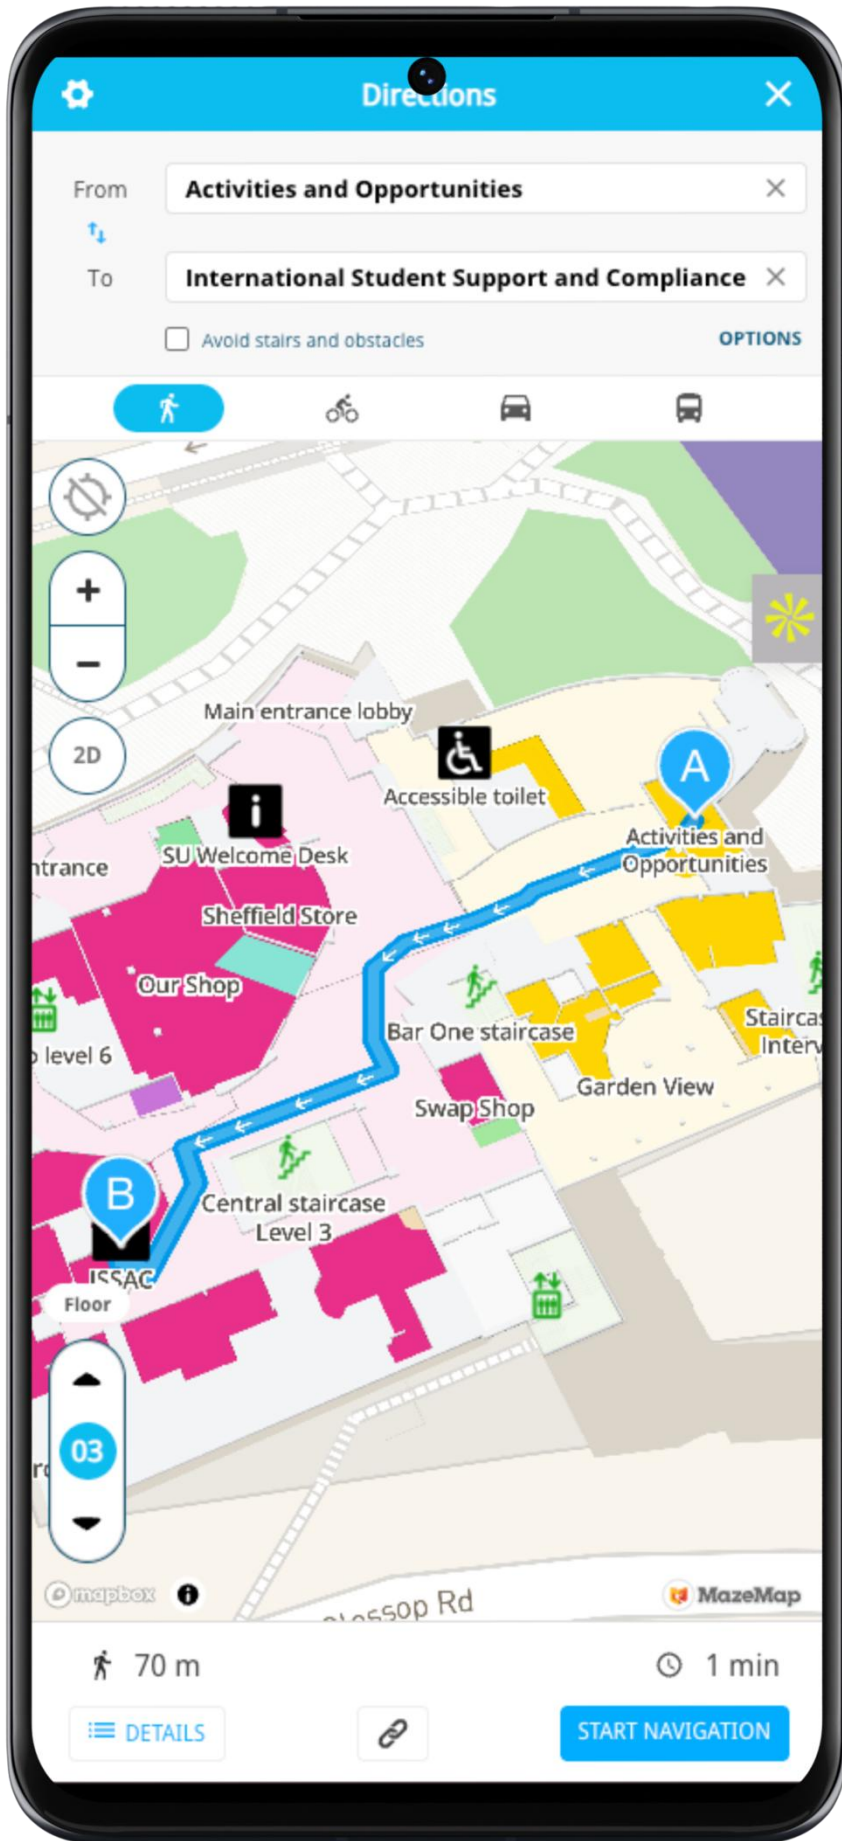 Directions
From
Activities and Opportunities
To
International Student Support and Compliance
Avoid stairs and obstacles
OPTIONS
+
−
2D
Main entrance lobby
Accessible toilet
A
Activities and
Opportunities
i
SU Welcome Desk
ntrance
Sheffield Store
Our Shop
Bar One staircase
level 6
Stairca
Interv
Garden View
Swap Shop
B
Central staircase
Level 3
ISSAC
Floor
03
mapbox
i
lossop Rd
MazeMap
70 m
1 min
DETAILS
START NAVIGATION